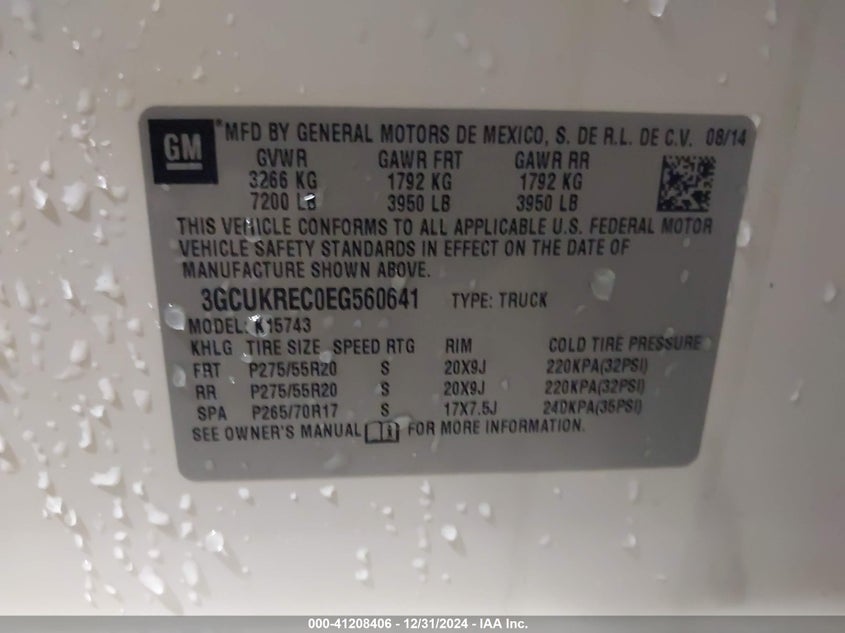 GM
® MFD BY GENERAL MOTORS DE MEXICO, S. DE R.L. DE C.V. 08/14
GVWR GAWR FRT GAWR RR
3266 KG 1792 KG 1792 KG
7200 LB 3950 LB 3950 LB
THIS VEHICLE CONFORMS TO ALL APPLICABLE U.S. FEDERAL MOTOR
VEHICLE SAFETY STANDARDS IN EFFECT ON THE DATE OF
MANUFACTURE SHOWN ABOVE.
3GCUKREC0EG560641 TYPE: TRUCK
MODEL: K15743
KHLG TIRE SIZE SPEED RTG RIM COLD TIRE PRESSURE
FRT P275/55R20 S 20X9J 220KPA(32PSI)
RR P275/55R20 S 20X9J 220KPA(32PSI)
SPA P265/70R17 S 17X7.5J 240KPA(35PSI)
SEE OWNER'S MANUAL FOR MORE INFORMATION.
000-41208406 - 12/31/2024 - IAA Inc.